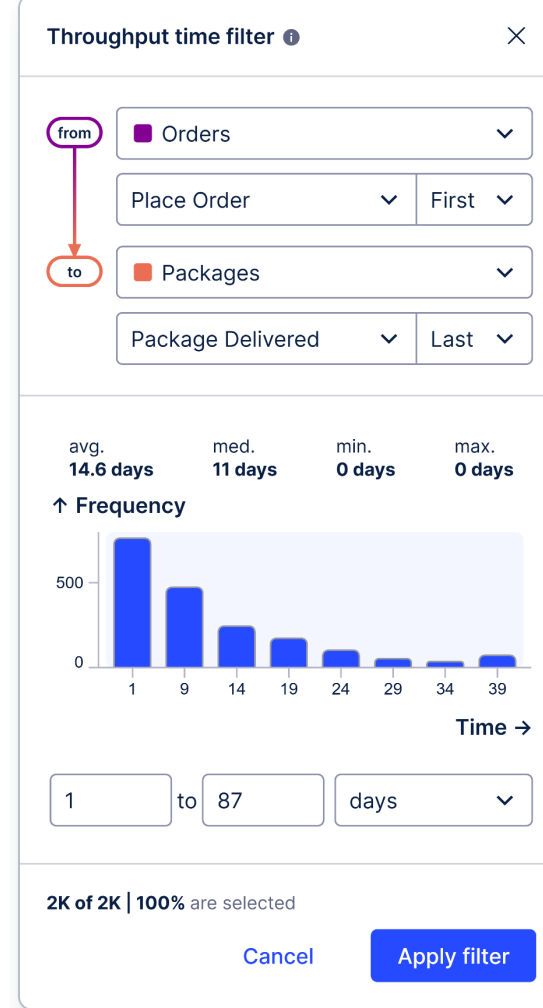 Throughput time filter
from
Orders
Place Order First
to
Packages
Package Delivered Last
avg. med. min. max.
14.6 days 11 days 0 days 0 days
↑ Frequency
500
0
1 9 14 19 24 29 34 39
Time →
1 to 87 days
2K of 2K | 100% are selected
Cancel Apply filter